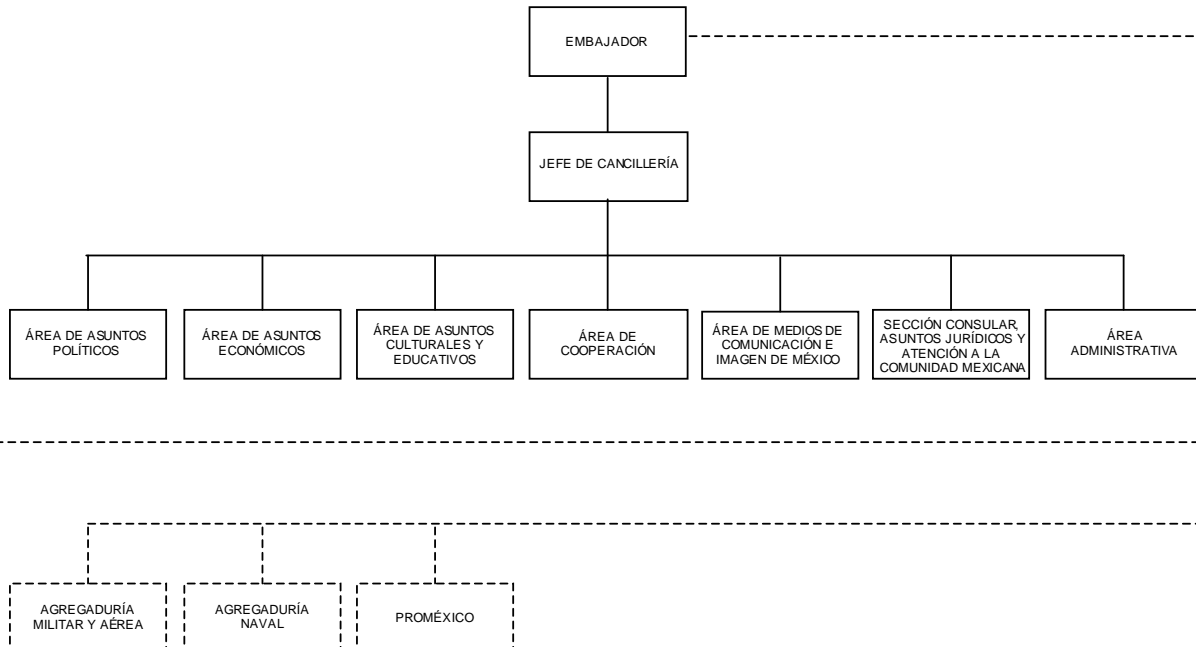 EMBAJADOR
JEFE DE CANCILLERÍA
ÁREA DE ASUNTOS
POLÍTICOS
ÁREA DE ASUNTOS
ECONÓMICOS
ÁREA DE ASUNTOS
CULTURALES Y
EDUCATIVOS
ÁREA DE
COOPERACIÓN
ÁREA DE MEDIOS DE
COMUNICACIÓN E
IMAGEN DE MÉXICO
SECCIÓN CONSULAR,
ASUNTOS JURÍDICOS Y
ATENCIÓN A LA
COMUNIDAD MEXICANA
ÁREA
ADMINISTRATIVA
AGREGADURÍA
MILITAR Y AÉREA
AGREGADURÍA
NAVAL
PROMÉXICO